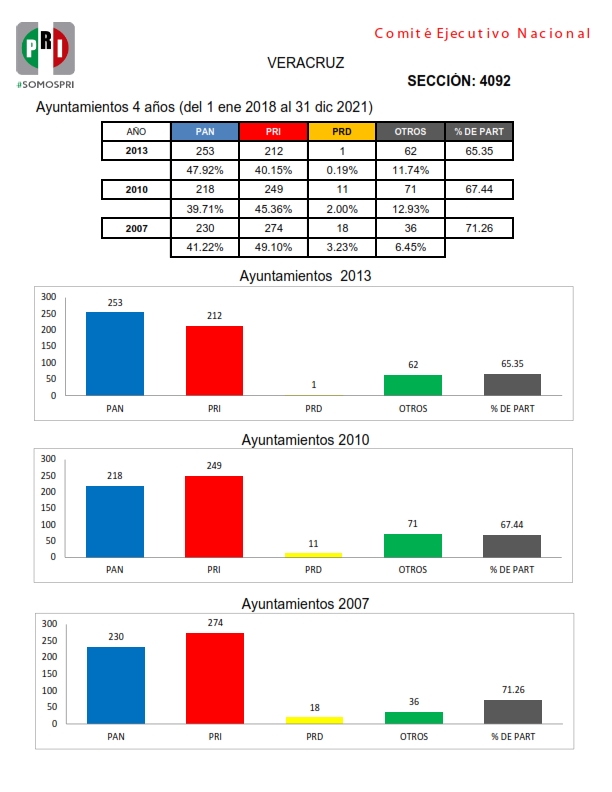 Comité Ejecutivo Nacional
PRI
#SOMOSPRI
VERACRUZ
SECCIÓN: 4092
Ayuntamientos 4 años (del 1 ene 2018 al 31 dic 2021)
AÑO PAN PRI PRD OTROS % DE PART
2013 253 212 1 62 65.35
47.92% 40.15% 0.19% 11.74%
2010 218 249 11 71 67.44
39.71% 45.36% 2.00% 12.93%
2007 230 274 18 36 71.26
41.22% 49.10% 3.23% 6.45%
Ayuntamientos 2013
300
250
200
150
100
50
0
253 212 1 62 65.35
PAN PRI PRD OTROS % DE PART
Ayuntamientos 2010
300
250
200
150
100
50
0
218 249 11 71 67.44
PAN PRI PRD OTROS % DE PART
Ayuntamientos 2007
300
250
200
150
100
50
0
230 274 18 36 71.26
PAN PRI PRD OTROS % DE PART